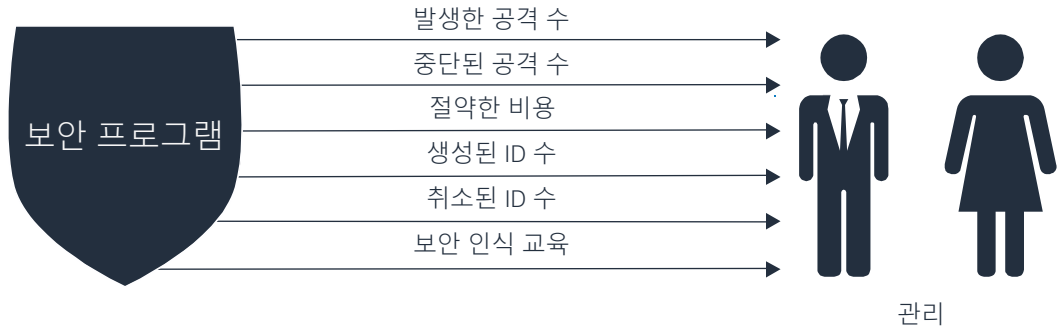 발생한 공격 수
중단된 공격 수
절약한 비용
보안 프로그램
생성된 ID 수
취소된 ID 수
보안 인식 교육
관리